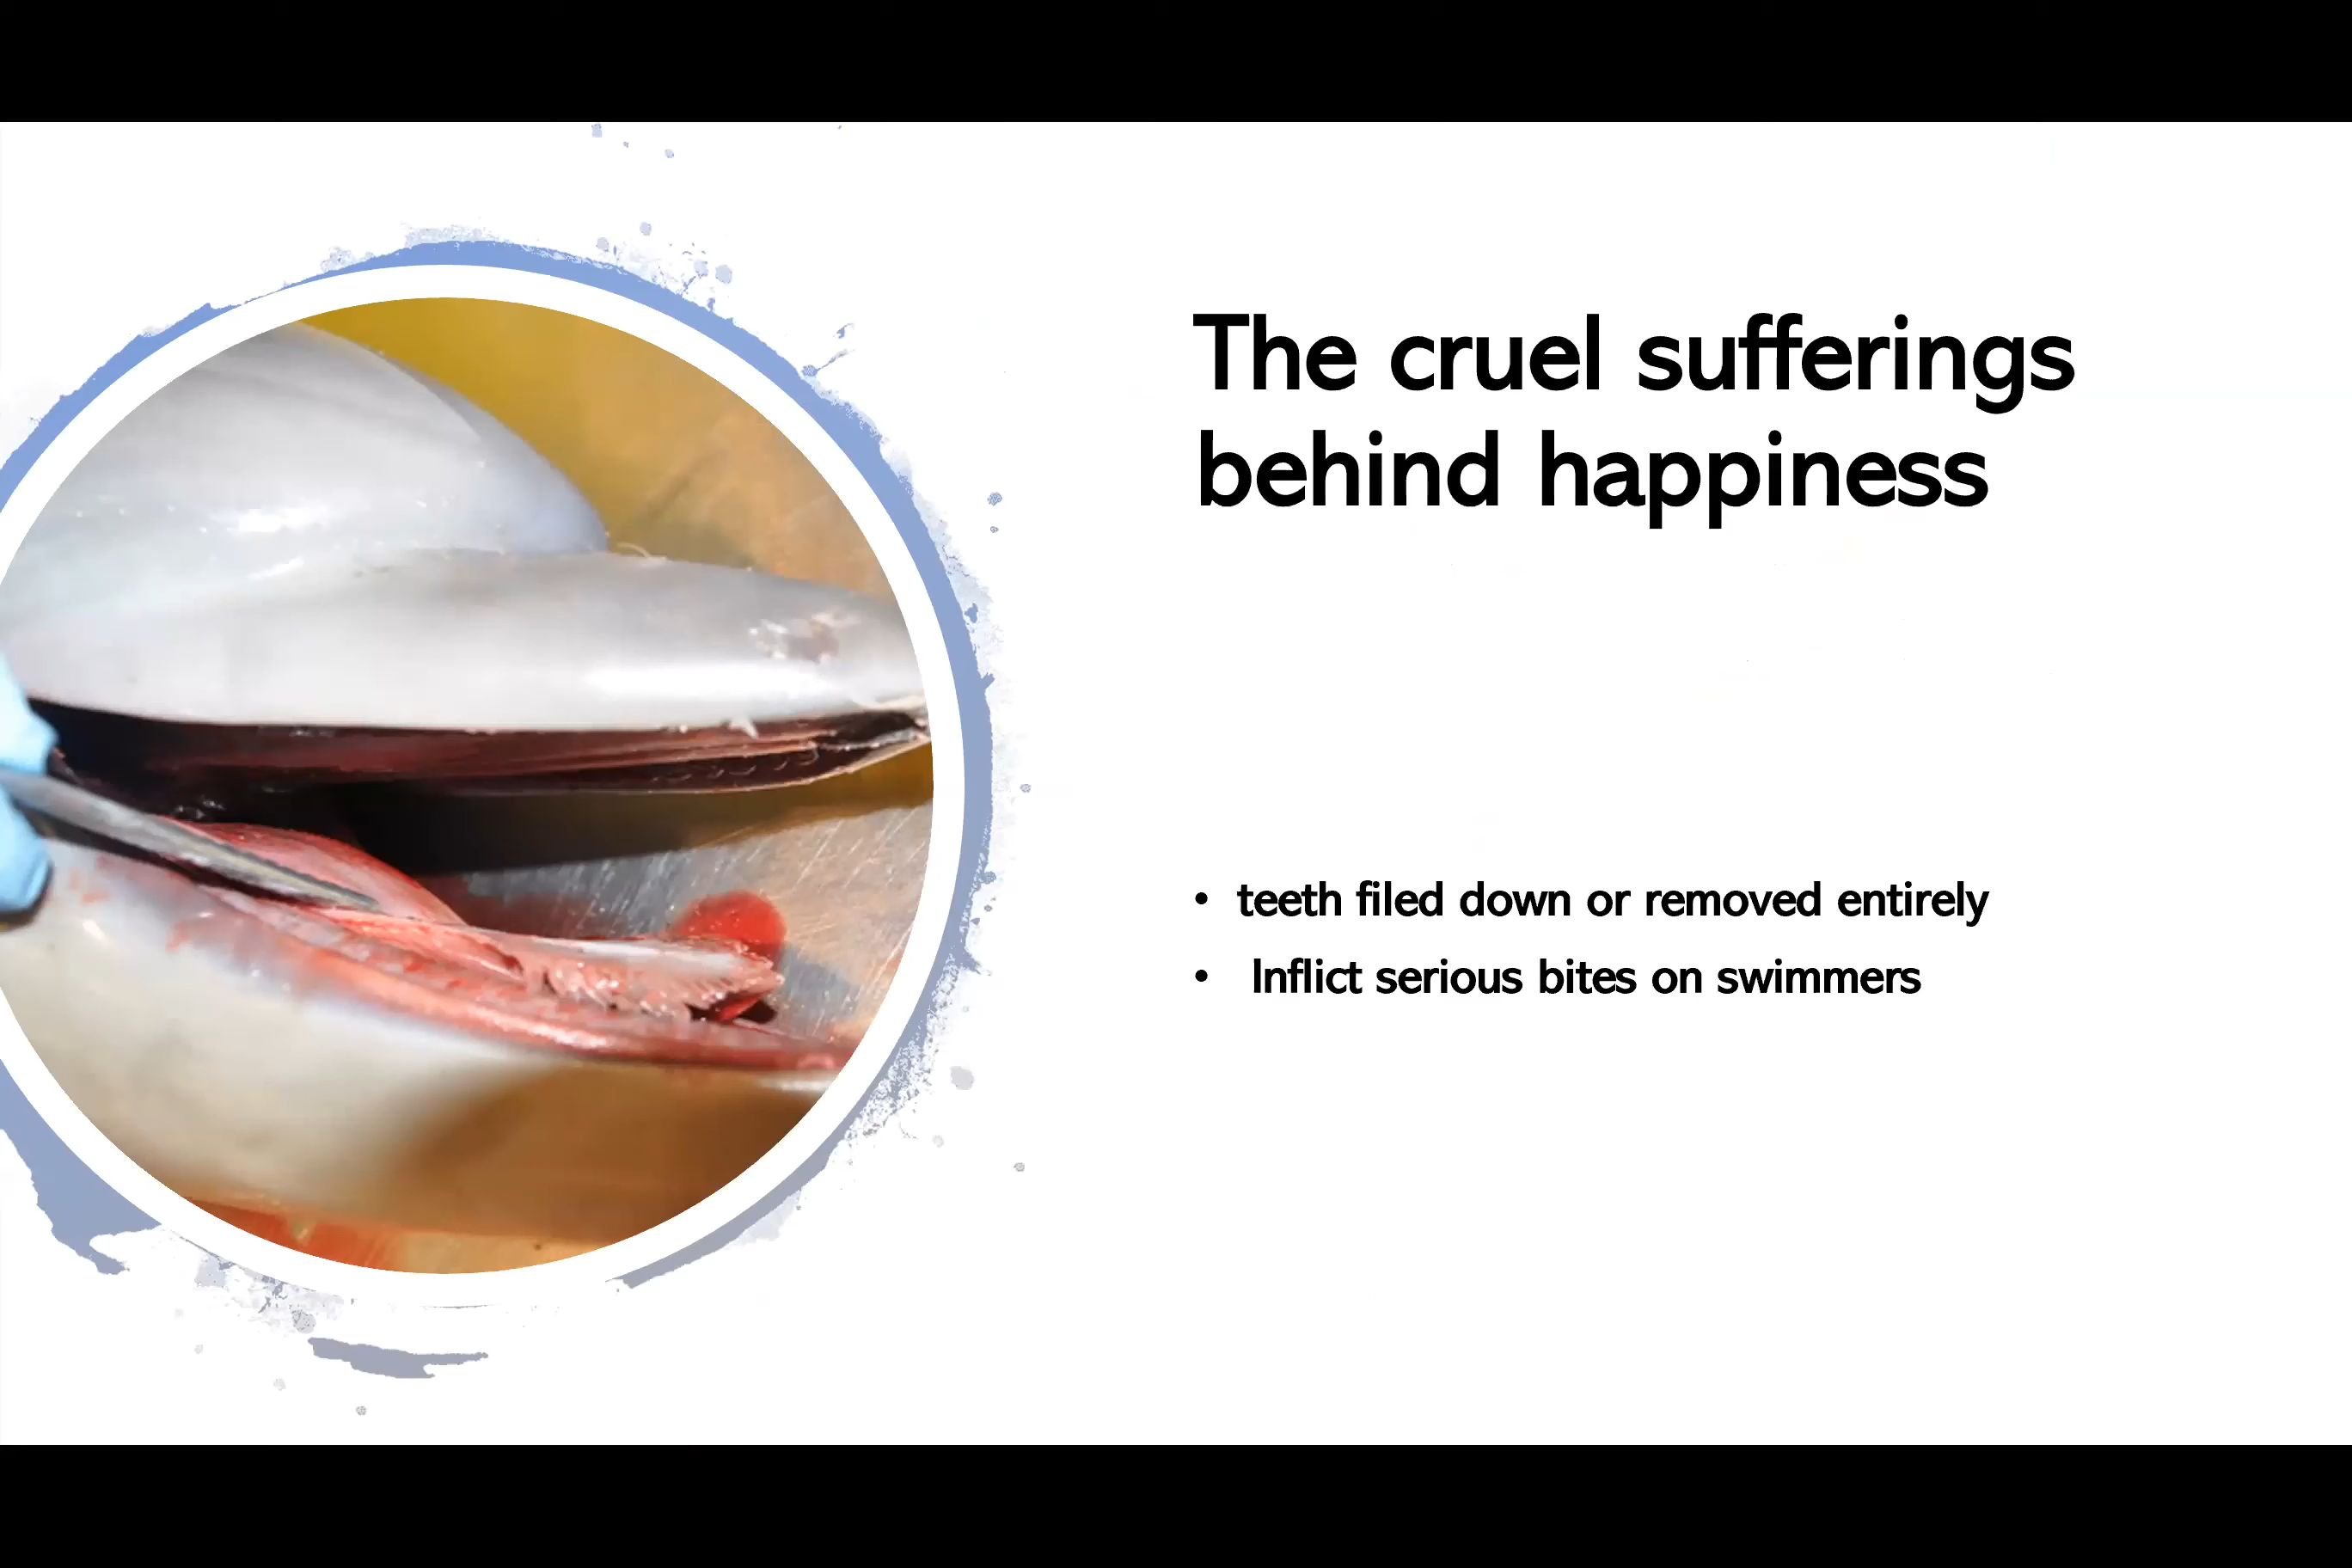 The cruel sufferings
behind happiness
• teeth filed down or removed entirely
• Inflict serious bites on swimmers